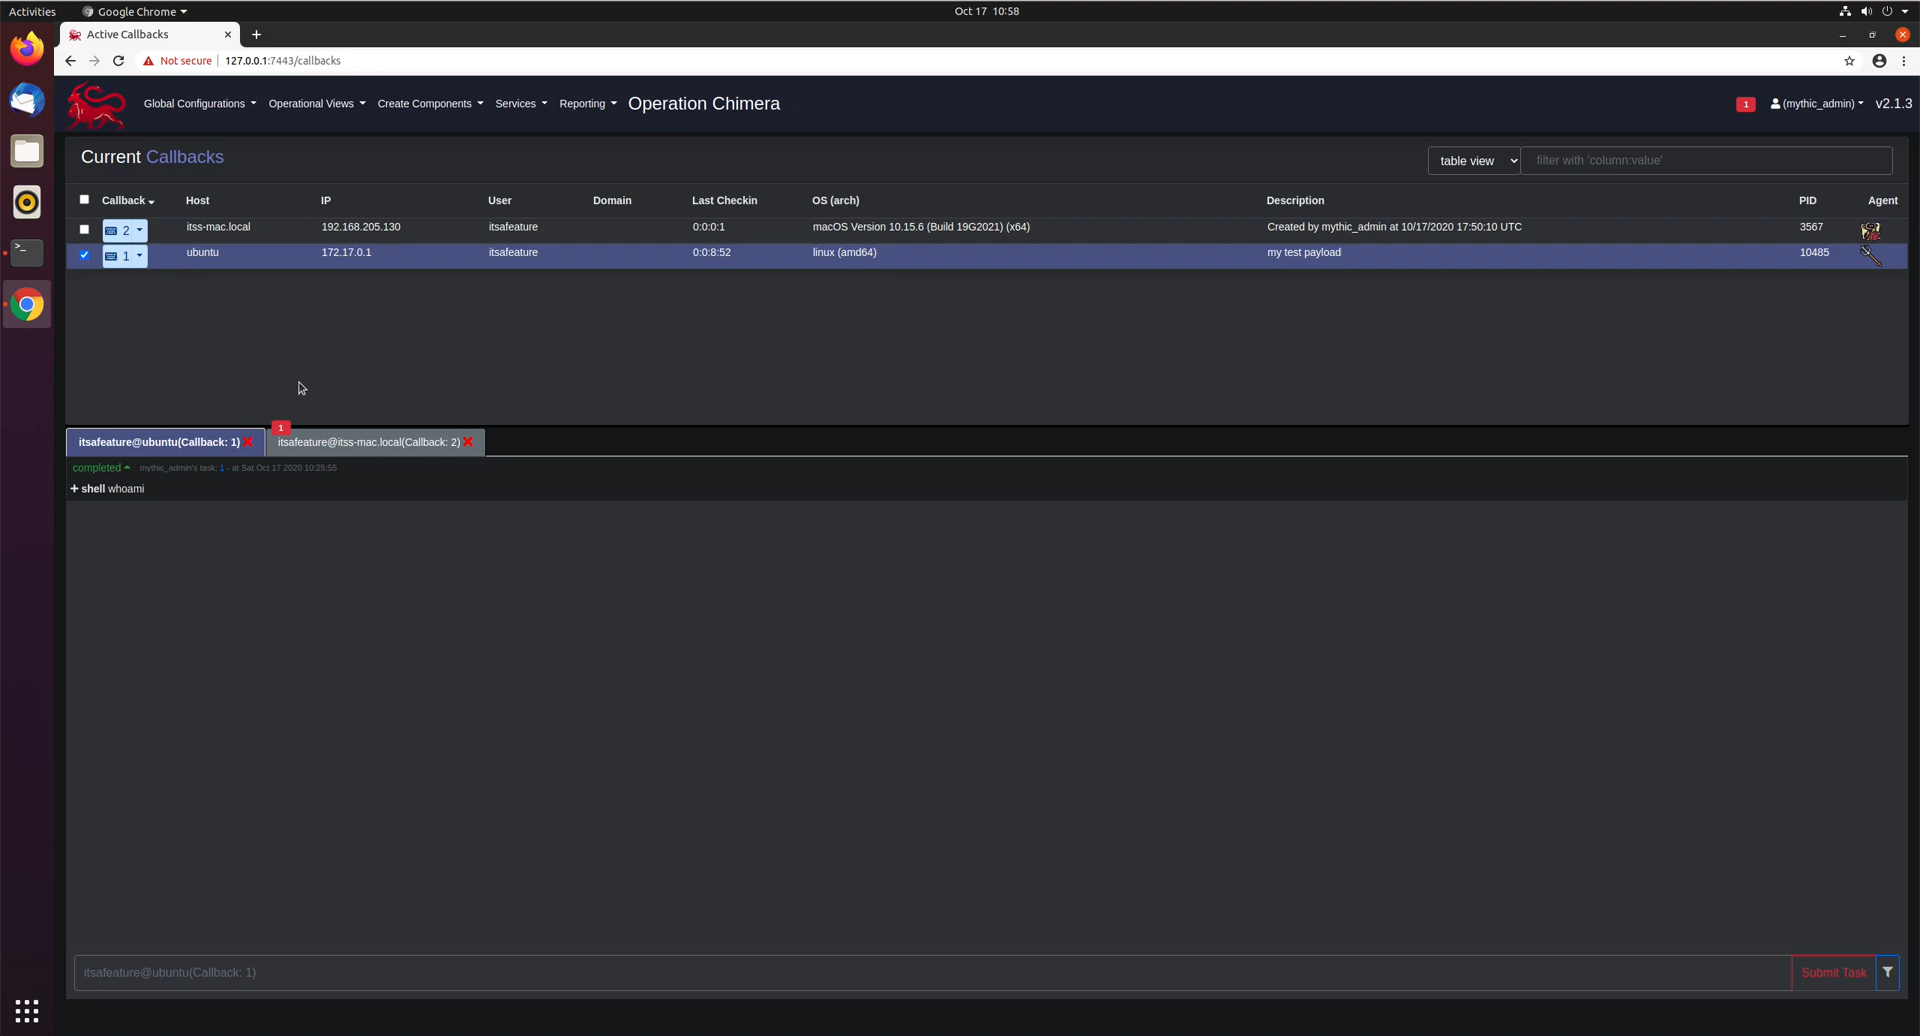 Activities Google Chrome Oct 17 10:58
Active Callbacks
Not secure 127.0.0.1:7443/callbacks
Global Configurations Operational Views Create Components Services Reporting Operation Chimera 1 (mythic_admin) v2.1.3
Current Callbacks table view filter with 'column:value'
Callback Host IP User Domain Last Checkin OS (arch) Description PID Agent
2 itss-mac.local 192.168.205.130 itsafeature 0:0:0:1 macOS Version 10.15.6 (Build 19G2021) (x64) Created by mythic_admin at 10/17/2020 17:50:10 UTC 3567
1 ubuntu 172.17.0.1 itsafeature 0:0:8:52 linux (amd64) my test payload 10485
1
itsafeature@ubuntu(Callback: 1) itsafeature@itss-mac.local(Callback: 2)
completed mythic_admin's task: 1 - at Sat Oct 17 2020 10:25:55
+ shell whoami
itsafeature@ubuntu(Callback: 1) Submit Task